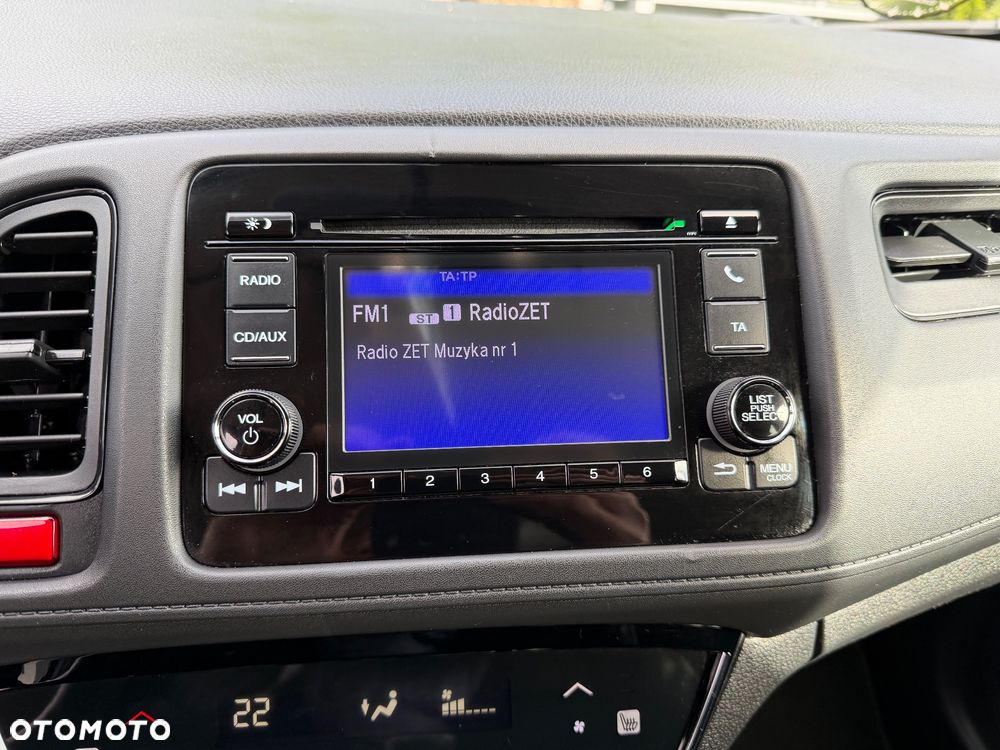 RADIO
CD/AUX
TA:TP
FM1 ST 1 RadioZET
Radio ZET Muzyka nr 1
TA
VOL
LIST
PUSH
SELECT
1 2 3 4 5 6
MENU
CLOCK
22
OTOMOTO